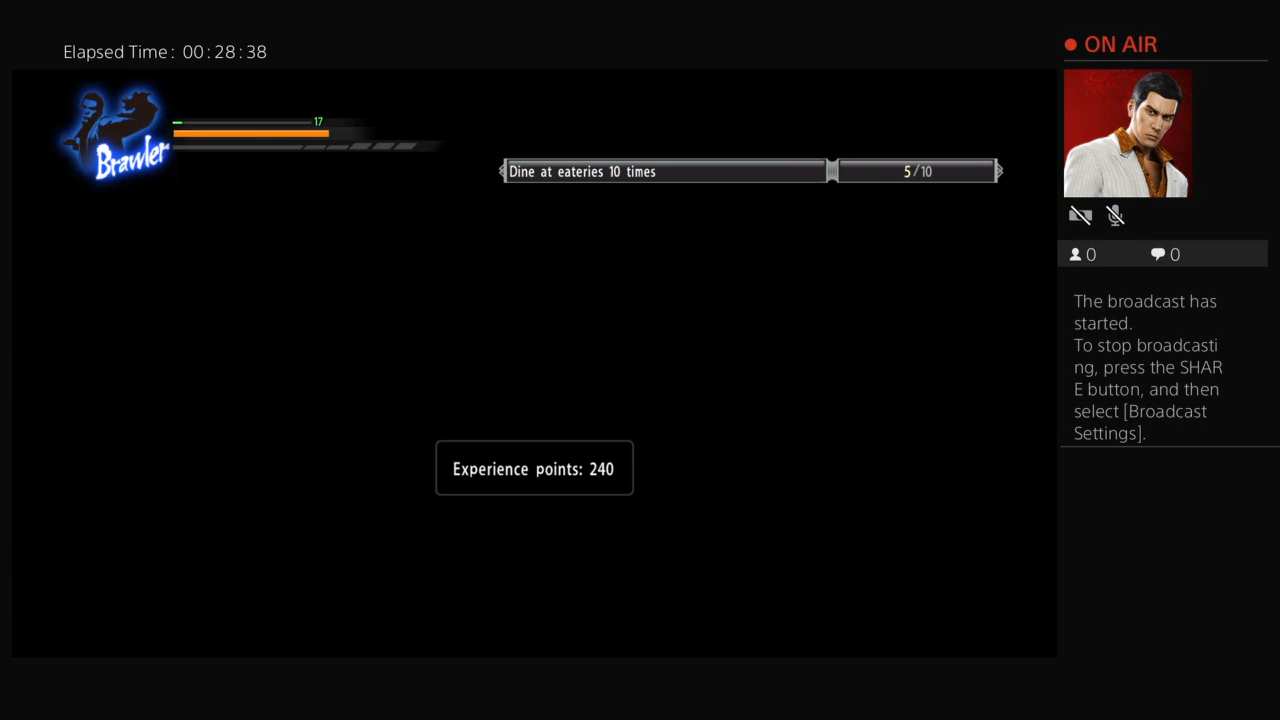 Elapsed Time: 00:28:38
ON AIR
Brawler
17
Dine at eateries 10 times
5/10
0
0
The broadcast has
started.
To stop broadcasti
ng, press the SHAR
E button, and then
select [Broadcast
Settings].
Experience points: 240